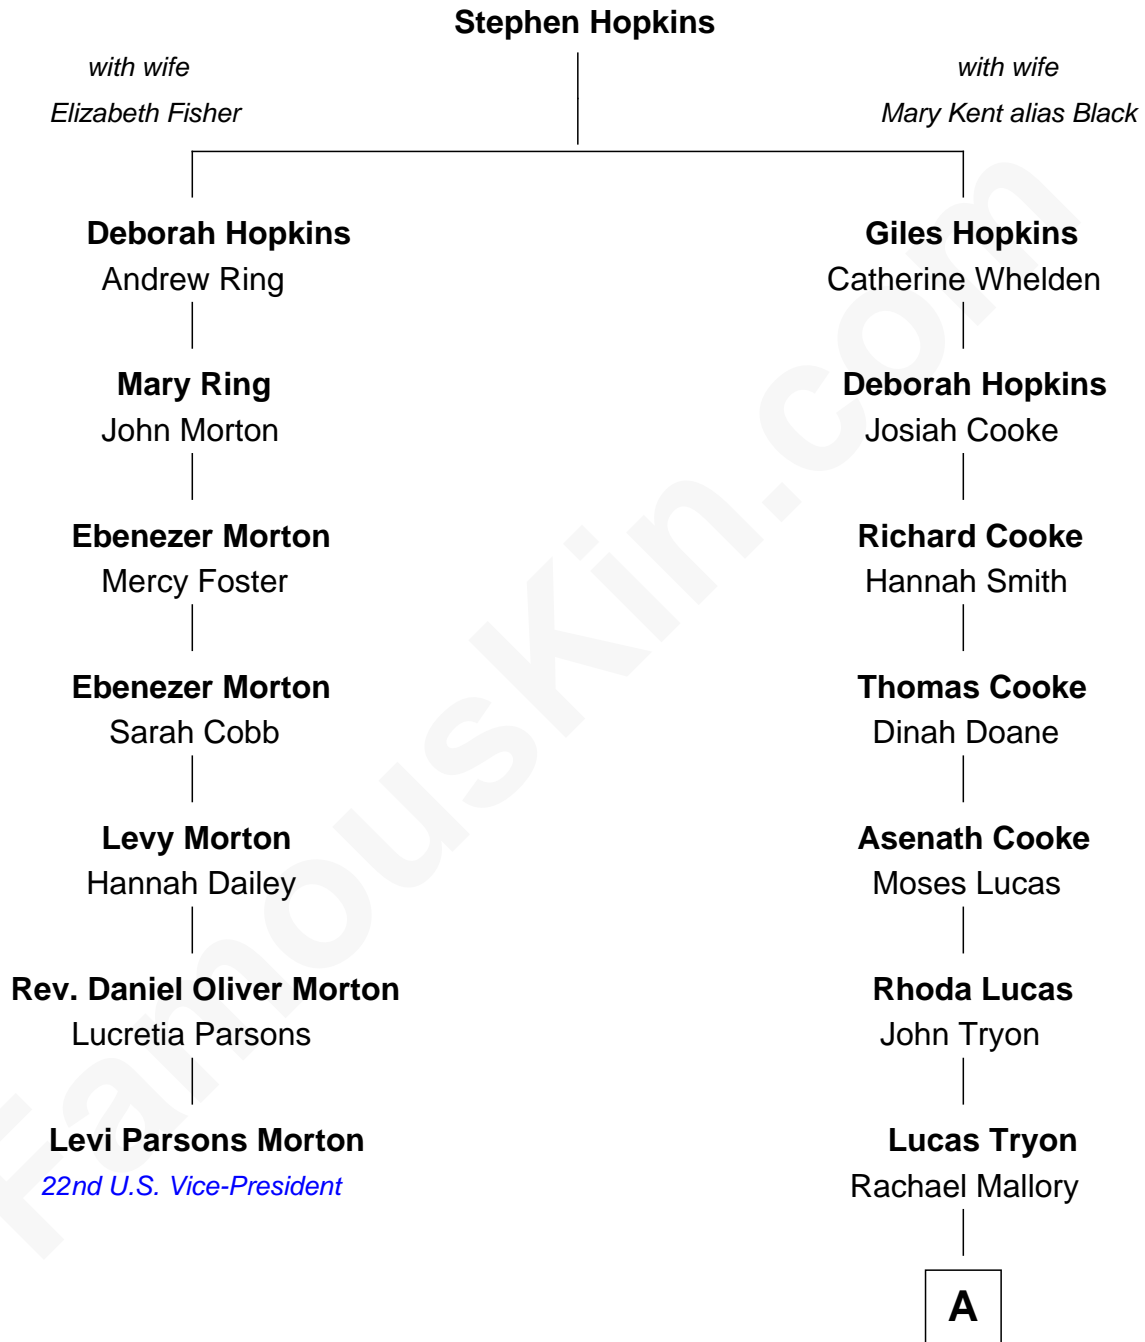 Stephen Hopkins
with wife
Elizabeth Fisher
with wife
Mary Kent alias Black
Deborah Hopkins
Andrew Ring
Giles Hopkins
Catherine Whelden
Mary Ring
John Morton
Deborah Hopkins
Josiah Cooke
Ebenezer Morton
Mercy Foster
Richard Cooke
Hannah Smith
Ebenezer Morton
Sarah Cobb
Thomas Cooke
Dinah Doane
Levy Morton
Hannah Dailey
Asenath Cooke
Moses Lucas
Rev. Daniel Oliver Morton
Lucretia Parsons
Rhoda Lucas
John Tryon
Levi Parsons Morton
22nd U.S. Vice-President
Lucas Tryon
Rachael Mallory
A
FamousKin.com